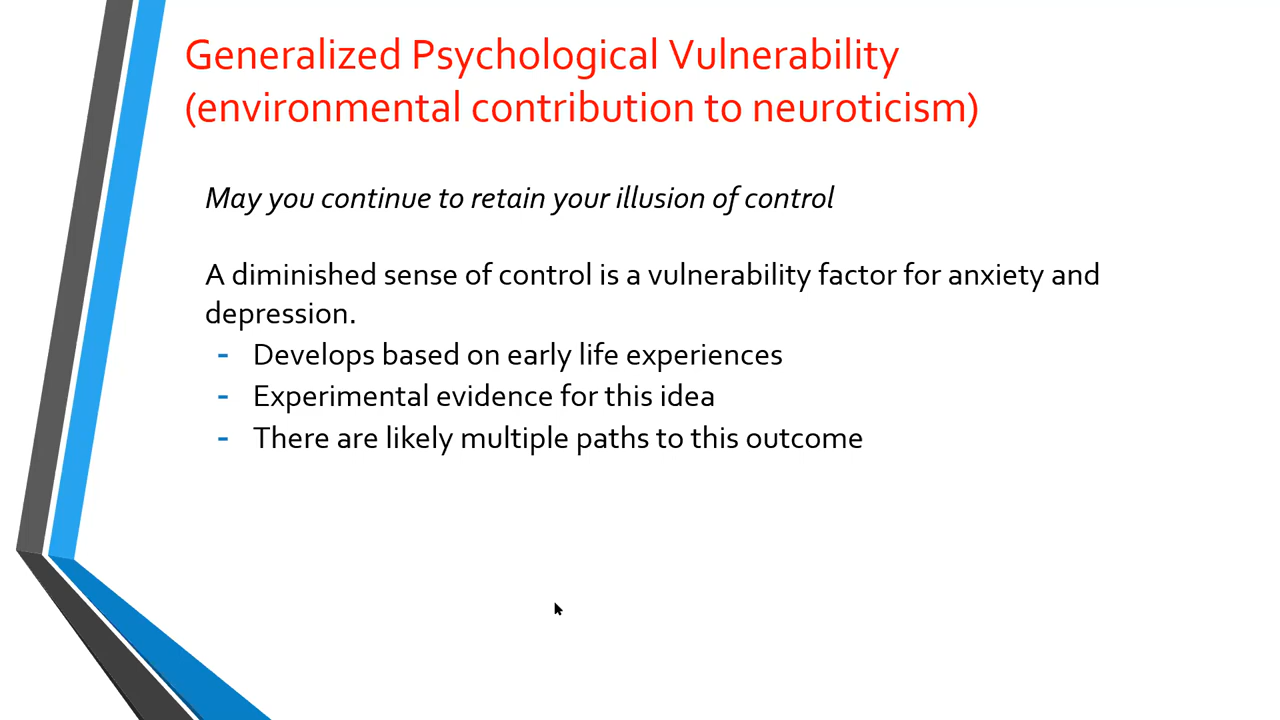 Generalized Psychological Vulnerability
(environmental contribution to neuroticism)
May you continue to retain your illusion of control
A diminished sense of control is a vulnerability factor for anxiety and
depression.
- Develops based on early life experiences
- Experimental evidence for this idea
- There are likely multiple paths to this outcome